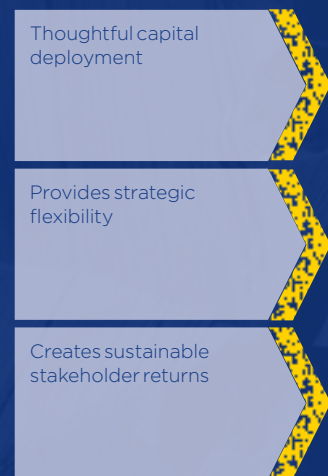 Thoughtful capital
deployment
Provides strategic
flexibility
Creates sustainable
stakeholder returns